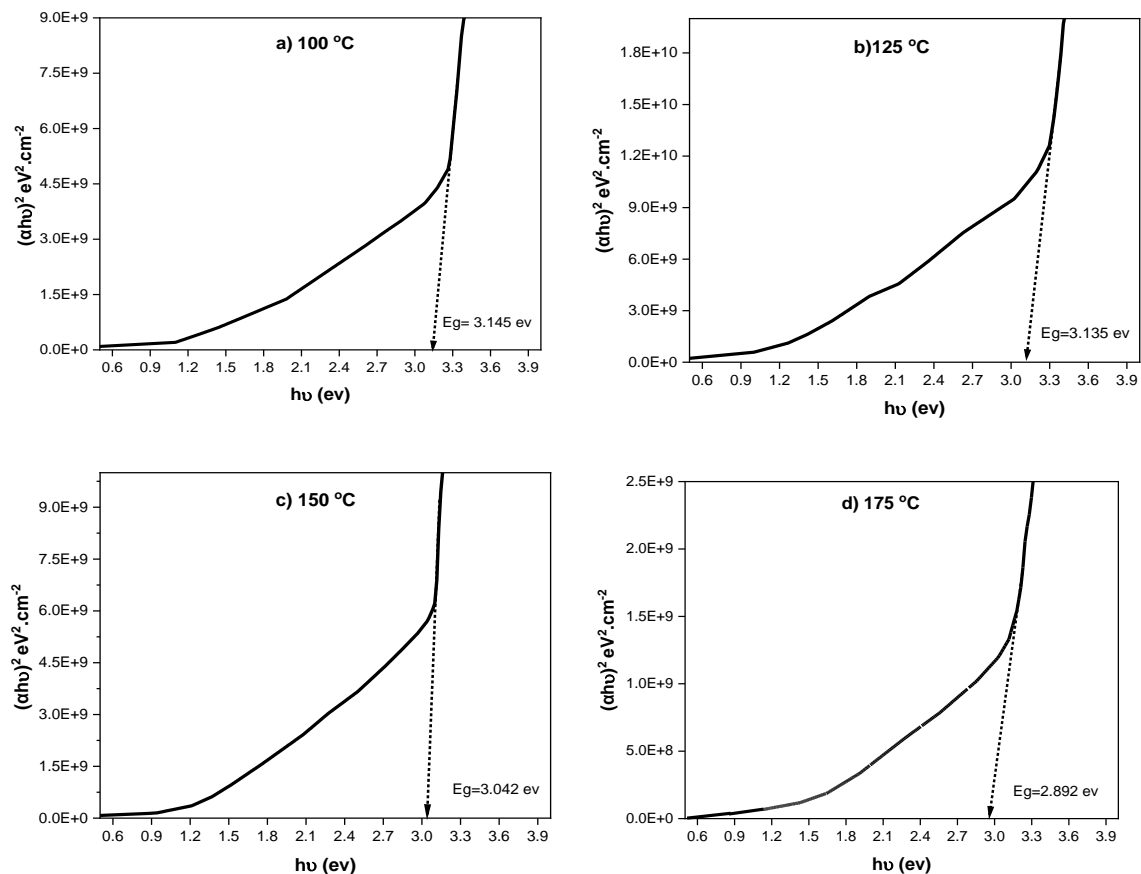 a) 100 °C
9.0E+9
7.5E+9
6.0E+9
4.5E+9
3.0E+9
1.5E+9
0.0E+0
(αhυ)² eV².cm⁻²
Eg= 3.145 ev
0.6 0.9 1.2 1.5 1.8 2.1 2.4 2.7 3.0 3.3 3.6 3.9
hυ (ev)
b)125 °C
1.8E+10
1.5E+10
1.2E+10
9.0E+9
6.0E+9
3.0E+9
0.0E+0
(αhυ)² eV².cm⁻²
Eg=3.135 ev
0.6 0.9 1.2 1.5 1.8 2.1 2.4 2.7 3.0 3.3 3.6 3.9
hυ (ev)
c) 150 °C
9.0E+9
7.5E+9
6.0E+9
4.5E+9
3.0E+9
1.5E+9
0.0E+0
(αhυ)² eV².cm⁻²
Eg=3.042 ev
0.6 0.9 1.2 1.5 1.8 2.1 2.4 2.7 3.0 3.3 3.6 3.9
hυ (ev)
d) 175 °C
2.5E+9
2.0E+9
1.5E+9
1.0E+9
5.0E+8
0.0E+0
(αhυ)² eV².cm⁻²
Eg=2.892 ev
0.6 0.9 1.2 1.5 1.8 2.1 2.4 2.7 3.0 3.3 3.6 3.9
hυ (ev)